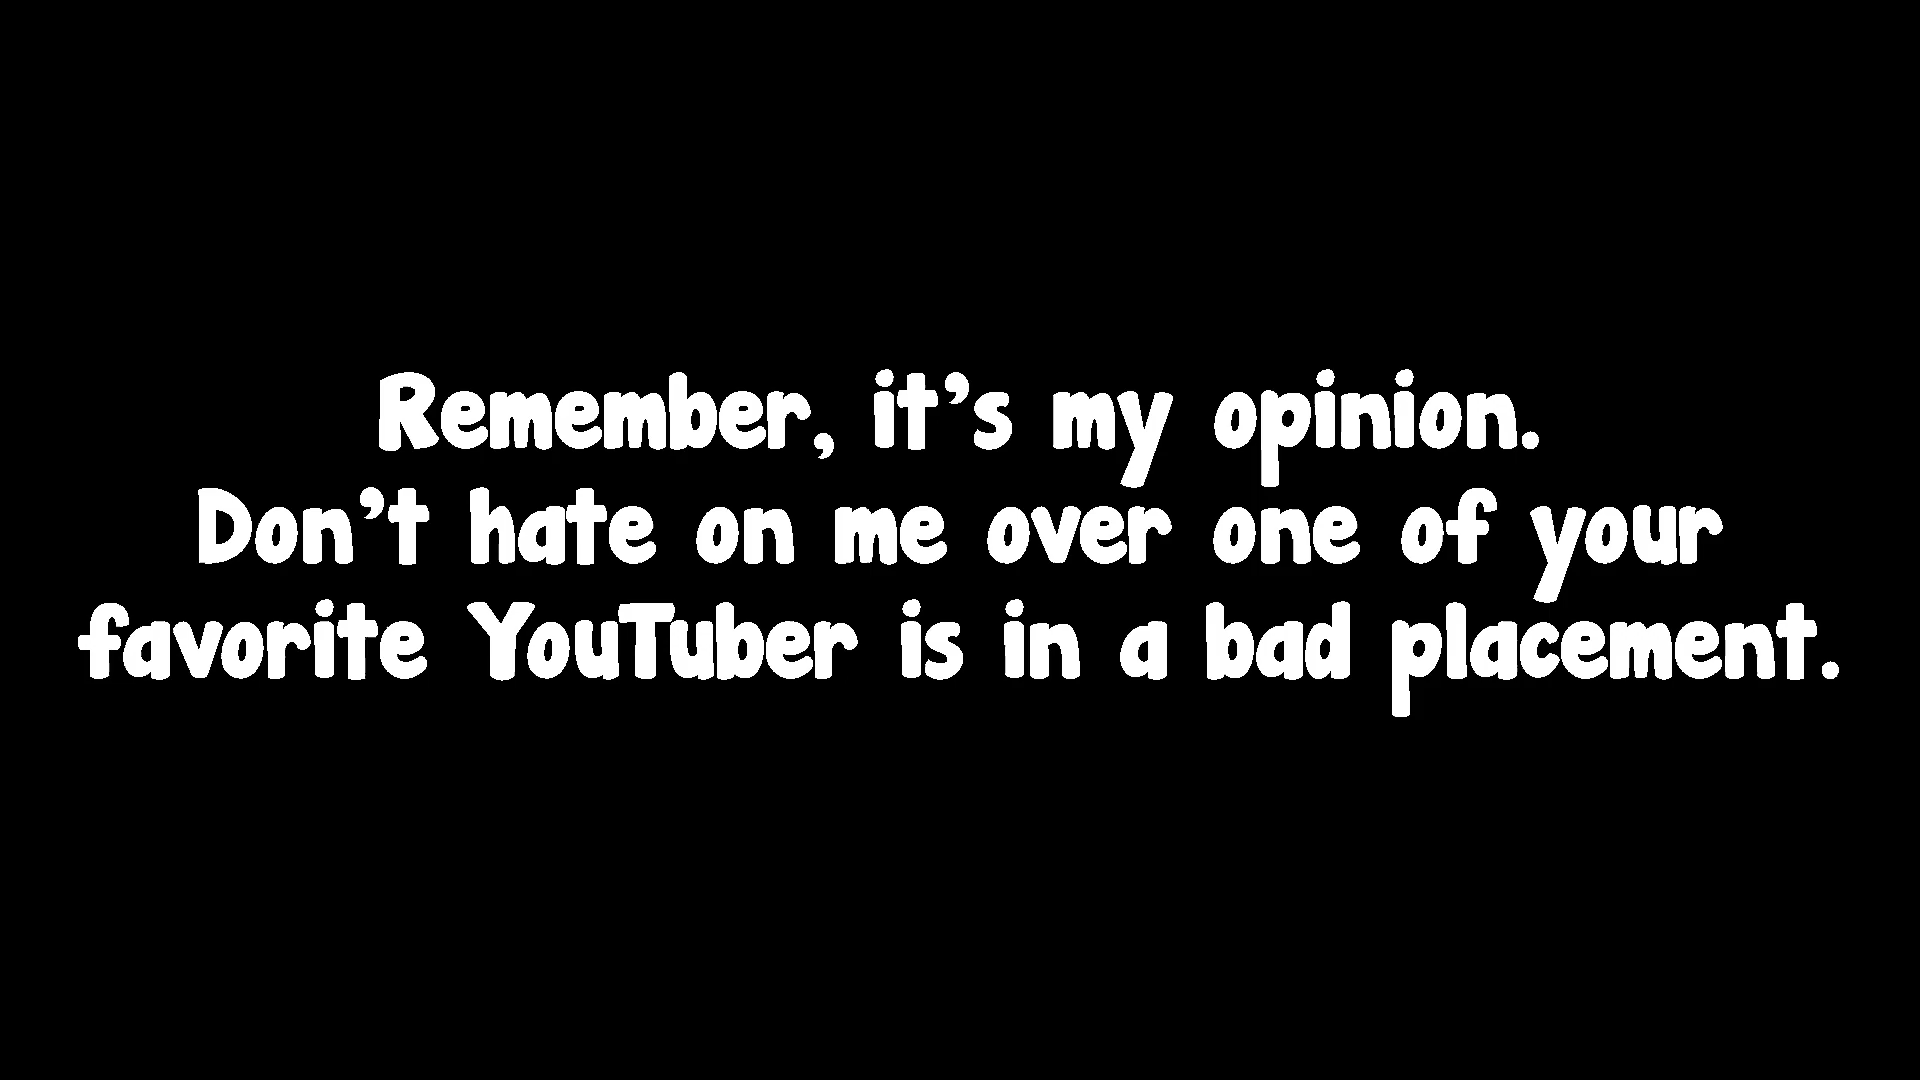 Remember, it's my opinion.
Don't hate on me over one of your
favorite YouTuber is in a bad placement.